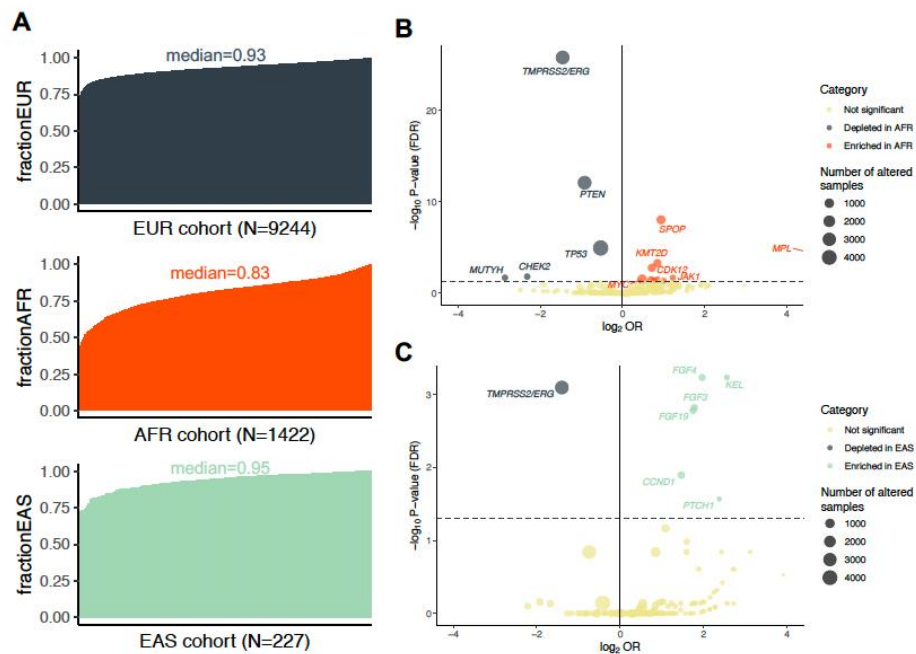 A
median=0.93
fractionEUR
1.00
0.75
0.50
0.25
0.00
EUR cohort (N=9244)
median=0.83
fractionAFR
1.00
0.75
0.50
0.25
0.00
AFR cohort (N=1422)
median=0.95
fractionEAS
1.00
0.75
0.50
0.25
0.00
EAS cohort (N=227)
B
−log10 P-value (FDR)
20
10
0
TMPRSS2/ERG
PTEN
SPOP
TP53
KMT2D
MPL
MUTYH
CHEK2
CDK12
JAK1
MYC
−4
−2
0
2
4
log2 OR
Category
Not significant
Depleted in AFR
Enriched in AFR
Number of altered
samples
1000
2000
3000
4000
C
−log10 P-value (FDR)
3
2
1
0
TMPRSS2/ERG
FGF4
KEL
FGF3
FGF19
CCND1
PTCH1
−4
−2
0
2
4
log2 OR
Category
Not significant
Depleted in EAS
Enriched in EAS
Number of altered
samples
1000
2000
3000
4000